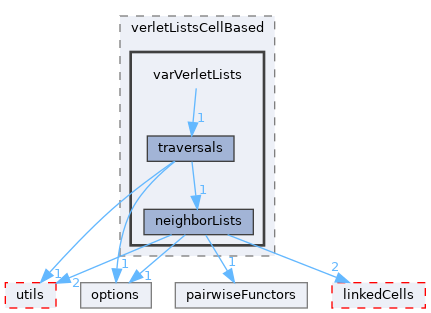 verletListsCellBased
varVerletLists
1
traversals
1
neighborLists
1
2
1
1
1
2
utils
options
pairwiseFunctors
linkedCells